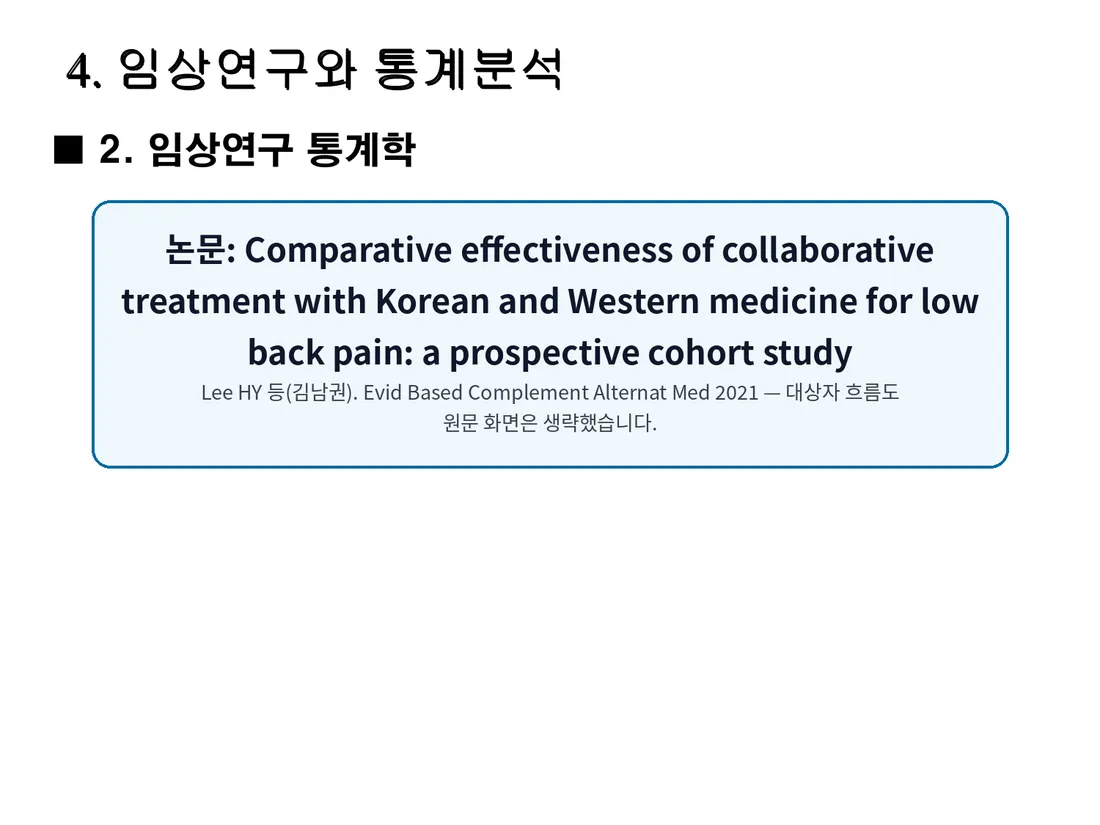 4. 임상연구와 통계분석
■ 2. 임상연구 통계학
논문: Comparative effectiveness of collaborative
treatment with Korean and Western medicine for low
back pain: a prospective cohort study
Lee HY 등(김남권). Evid Based Complement Alternat Med 2021 — 대상자 흐름도
원문 화면은 생략했습니다.